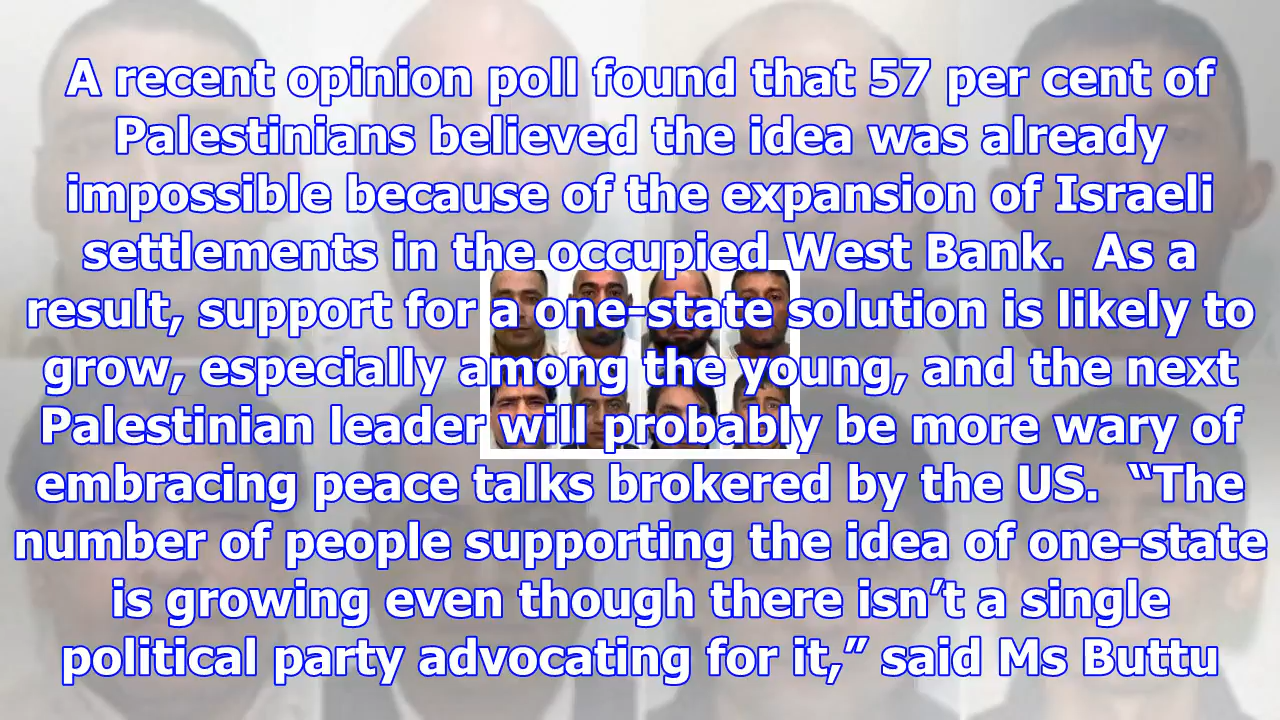 A recent opinion poll found that 57 per cent of
Palestinians believed the idea was already
impossible because of the expansion of Israeli
settlements in the occupied West Bank.  As a
result, support for a one-state solution is likely to
grow, especially among the young, and the next
Palestinian leader will probably be more wary of
embracing peace talks brokered by the US.  “The
number of people supporting the idea of one-state
is growing even though there isn’t a single
political party advocating for it,” said Ms Buttu